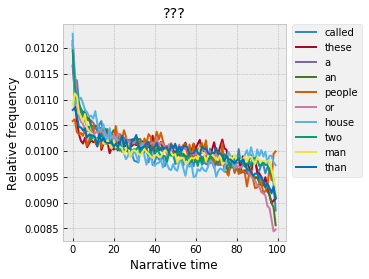 ???
Relative frequency
0.0120
0.0115
0.0110
0.0105
0.0100
0.0095
0.0090
0.0085
0 20 40 60 80 100
Narrative time
called
these
a
an
people
or
house
two
man
than